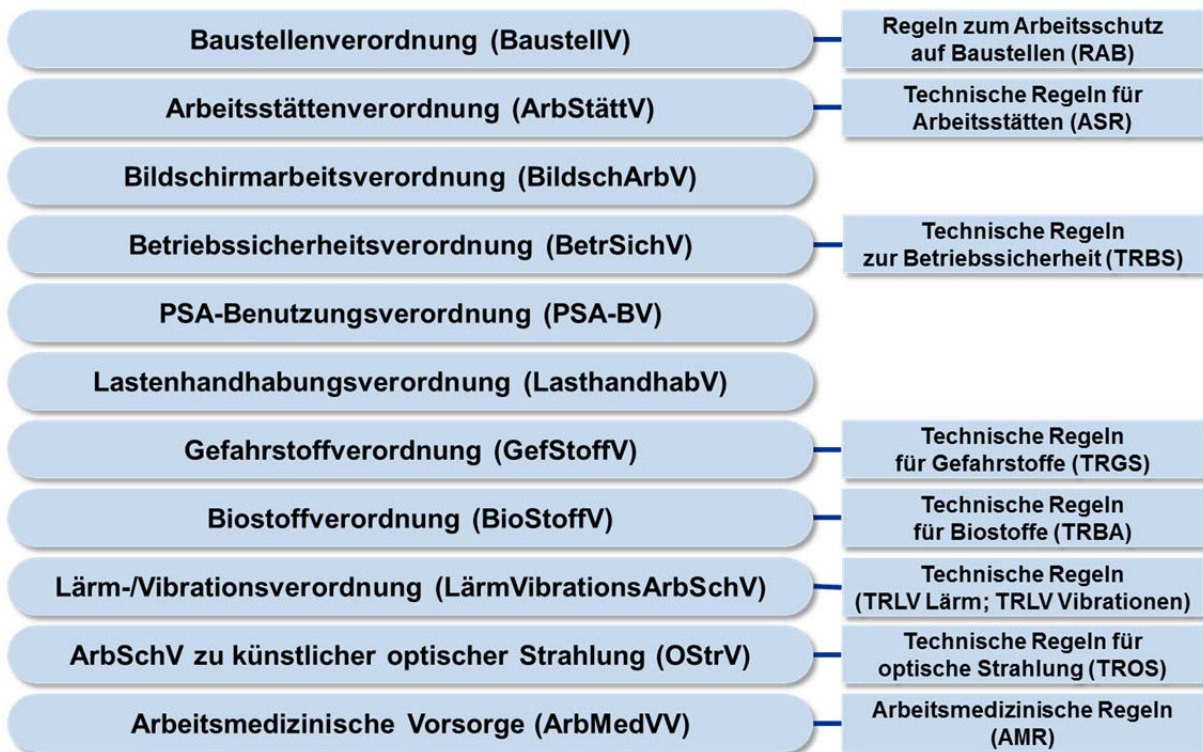 Baustellenverordnung (BaustellV)
Regeln zum Arbeitsschutz
auf Baustellen (RAB)
Arbeitsstättenverordnung (ArbStättV)
Technische Regeln für
Arbeitsstätten (ASR)
Bildschirmarbeitsverordnung (BildschArbV)
Betriebssicherheitsverordnung (BetrSichV)
Technische Regeln
zur Betriebssicherheit (TRBS)
PSA-Benutzungsverordnung (PSA-BV)
Lastenhandhabungsverordnung (LasthandhabV)
Gefahrstoffverordnung (GefStoffV)
Technische Regeln
für Gefahrstoffe (TRGS)
Biostoffverordnung (BioStoffV)
Technische Regeln
für Biostoffe (TRBA)
Lärm-/Vibrationsverordnung (LärmVibrationsArbSchV)
Technische Regeln
(TRLV Lärm; TRLV Vibrationen)
ArbSchV zu künstlicher optischer Strahlung (OStrV)
Technische Regeln für
optische Strahlung (TROS)
Arbeitsmedizinische Vorsorge (ArbMedVV)
Arbeitsmedizinische Regeln
(AMR)